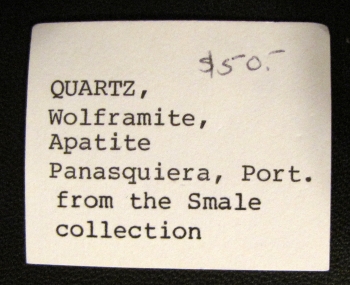 $50.-
QUARTZ,
Wolframite,
Apatite
Panasquiera, Port.
from the Smale
collection